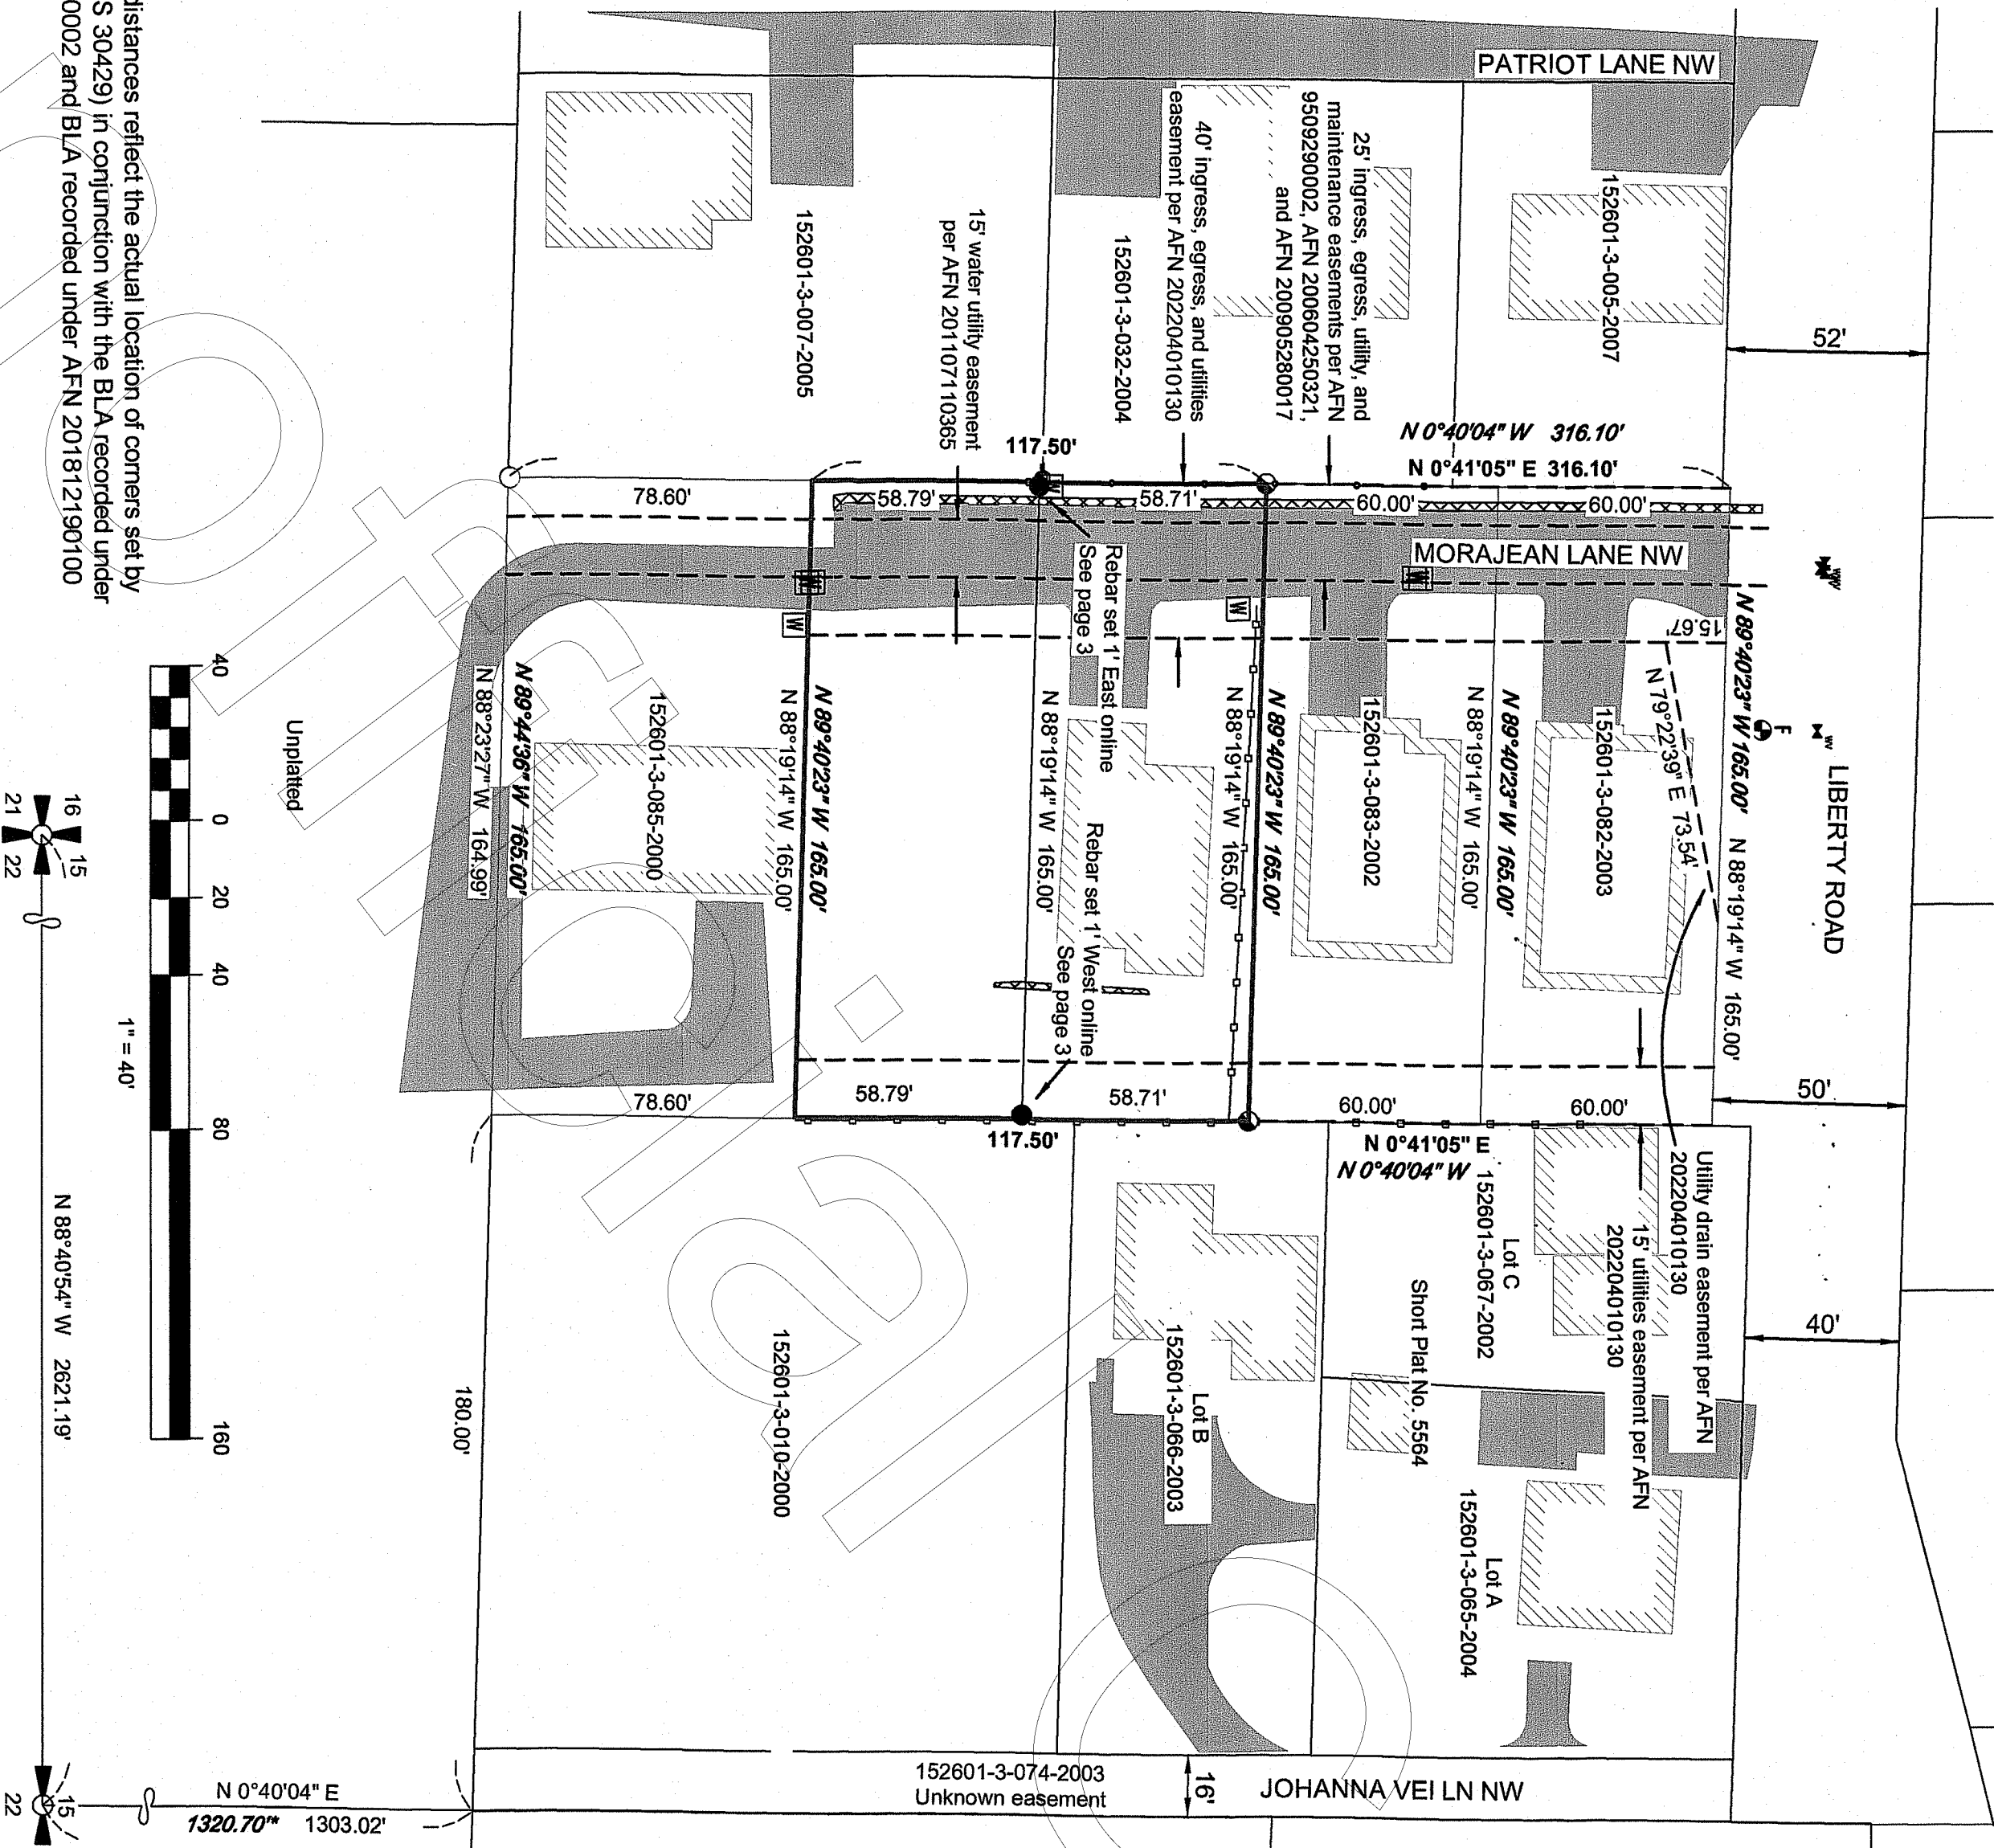 PATRIOT LANE NW
152601-3-005-2007
52'
25' ingress, egress, utility, and
maintenance easements per AFN
9509290002, AFN 200604250321,
and AFN 200905280017
40' ingress, egress, and utilities
easement per AFN 202204010130
152601-3-032-2004
15' water utility easement
per AFN 201107110365
152601-3-007-2005
N 0°40'04" W 316.10'
N 0°41'05" E 316.10'
117.50'
78.60'
58.79'
58.71'
60.00'
60.00'
MORAJEAN LANE NW
W
W
W
W
W
Rebar set 1' East online
See page 3
LIBERTY ROAD
WV
WV
F
N 89°40'23" W 165.00'
N 88°19'14" W 165.00'
15.67'
N 79°22'39" E 73.54'
152601-3-082-2003
N 89°40'23" W 165.00'
N 88°19'14" W 165.00'
152601-3-083-2002
N 89°40'23" W 165.00'
N 88°19'14" W 165.00'
N 88°19'14" W 165.00'
Rebar set 1' West online
See page 3
N 89°40'23" W 165.00'
N 88°19'14" W 165.00'
152601-3-085-2000
N 89°44'36" W 165.00'
N 88°23'27" W 164.99'
Unplatted
78.60'
58.79'
58.71'
60.00'
60.00'
117.50'
N 0°41'05" E
N 0°40'04" W
50'
40'
Utility drain easement per AFN
202204010130
15' utilities easement per AFN
202204010130
Lot C
152601-3-067-2002
Short Plat No. 5564
Lot A
152601-3-065-2004
Lot B
152601-3-066-2003
152601-3-010-2000
180.00'
152601-3-074-2003
Unknown easement
16'
JOHANNA VEI LN NW
distances reflect the actual location of corners set by
S 30429) in conjunction with the BLA recorded under
0002 and BLA recorded under AFN 201812190100
40 0 20 40 80 160
1" = 40'
16 15
21 22
N 88°40'54" W 2621.19'
15
22
N 0°40'04" E
1320.70'* 1303.02'
Unofficial